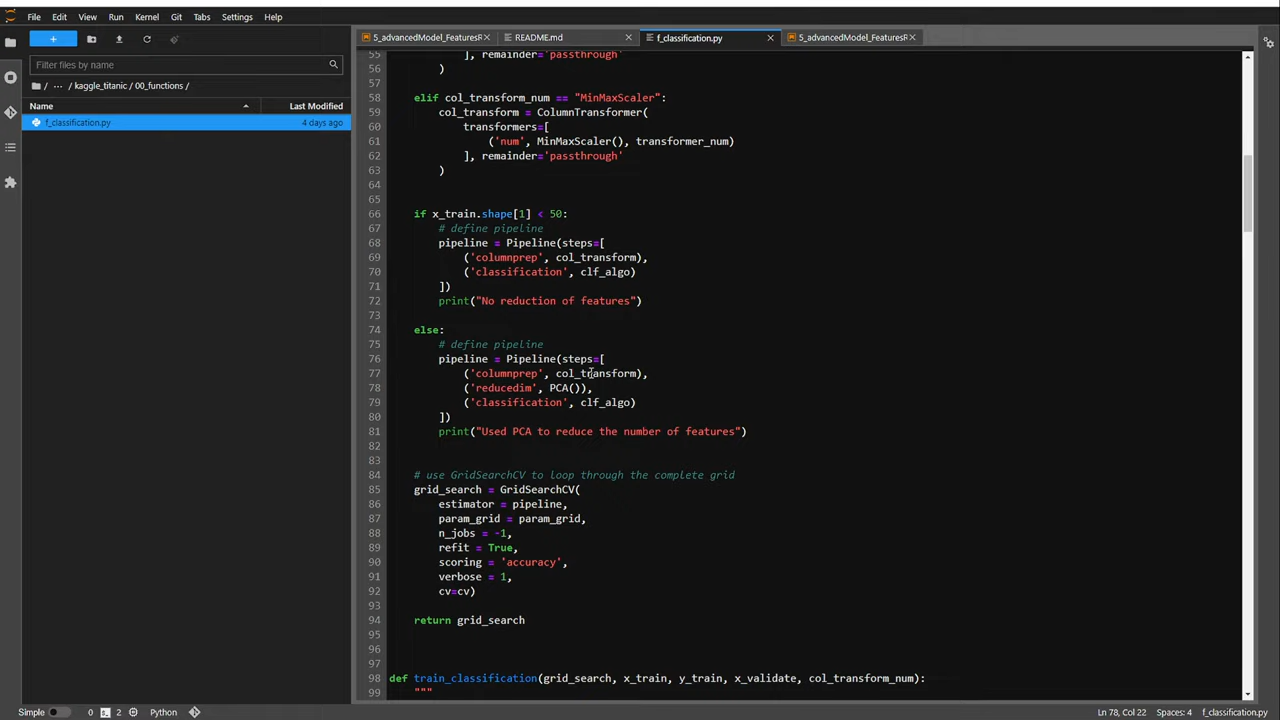 File Edit View Run Kernel Git Tabs Settings Help
+
Filter files by name
/ ... / kaggle_titanic / 00_functions /
Name Last Modified
f_classification.py 4 days ago
5_advancedModel_FeaturesR × README.md × f_classification.py × 5_advancedModel_FeaturesR ×
55 ], remainder='passthrough'
56 )
57
58 elif col_transform_num == "MinMaxScaler":
59 col_transform = ColumnTransformer(
60 transformers=[
61 ('num', MinMaxScaler(), transformer_num)
62 ], remainder='passthrough'
63 )
64
65
66 if x_train.shape[1] < 50:
67 # define pipeline
68 pipeline = Pipeline(steps=[
69 ('columnprep', col_transform),
70 ('classification', clf_algo)
71 ])
72 print("No reduction of features")
73
74 else:
75 # define pipeline
76 pipeline = Pipeline(steps=[
77 ('columnprep', col_transform),
78 ('reducedim', PCA()),
79 ('classification', clf_algo)
80 ])
81 print("Used PCA to reduce the number of features")
82
83
84 # use GridSearchCV to loop through the complete grid
85 grid_search = GridSearchCV(
86 estimator = pipeline,
87 param_grid = param_grid,
88 n_jobs = -1,
89 refit = True,
90 scoring = 'accuracy',
91 verbose = 1,
92 cv=cv)
93
94 return grid_search
95
96
97
98 def train_classification(grid_search, x_train, y_train, x_validate, col_transform_num):
99 """
Simple 0 2 Python Ln 78, Col 22 Spaces: 4 f_classification.py